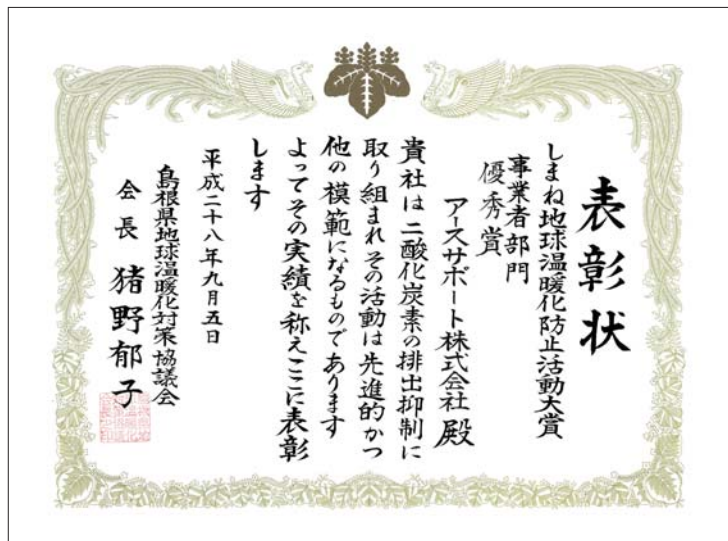 表彰状
しまね地球温暖化防止活動大賞
事業者部門
優秀賞
アースサポート株式会社 殿
貴社は二酸化炭素の排出抑制に
取り組まれその活動は先進的かつ
他の模範になるものであります
よってその実績を称えここに表彰
します
平成二十八年九月五日
島根県地球温暖化対策協議会
会長 猪野郁子